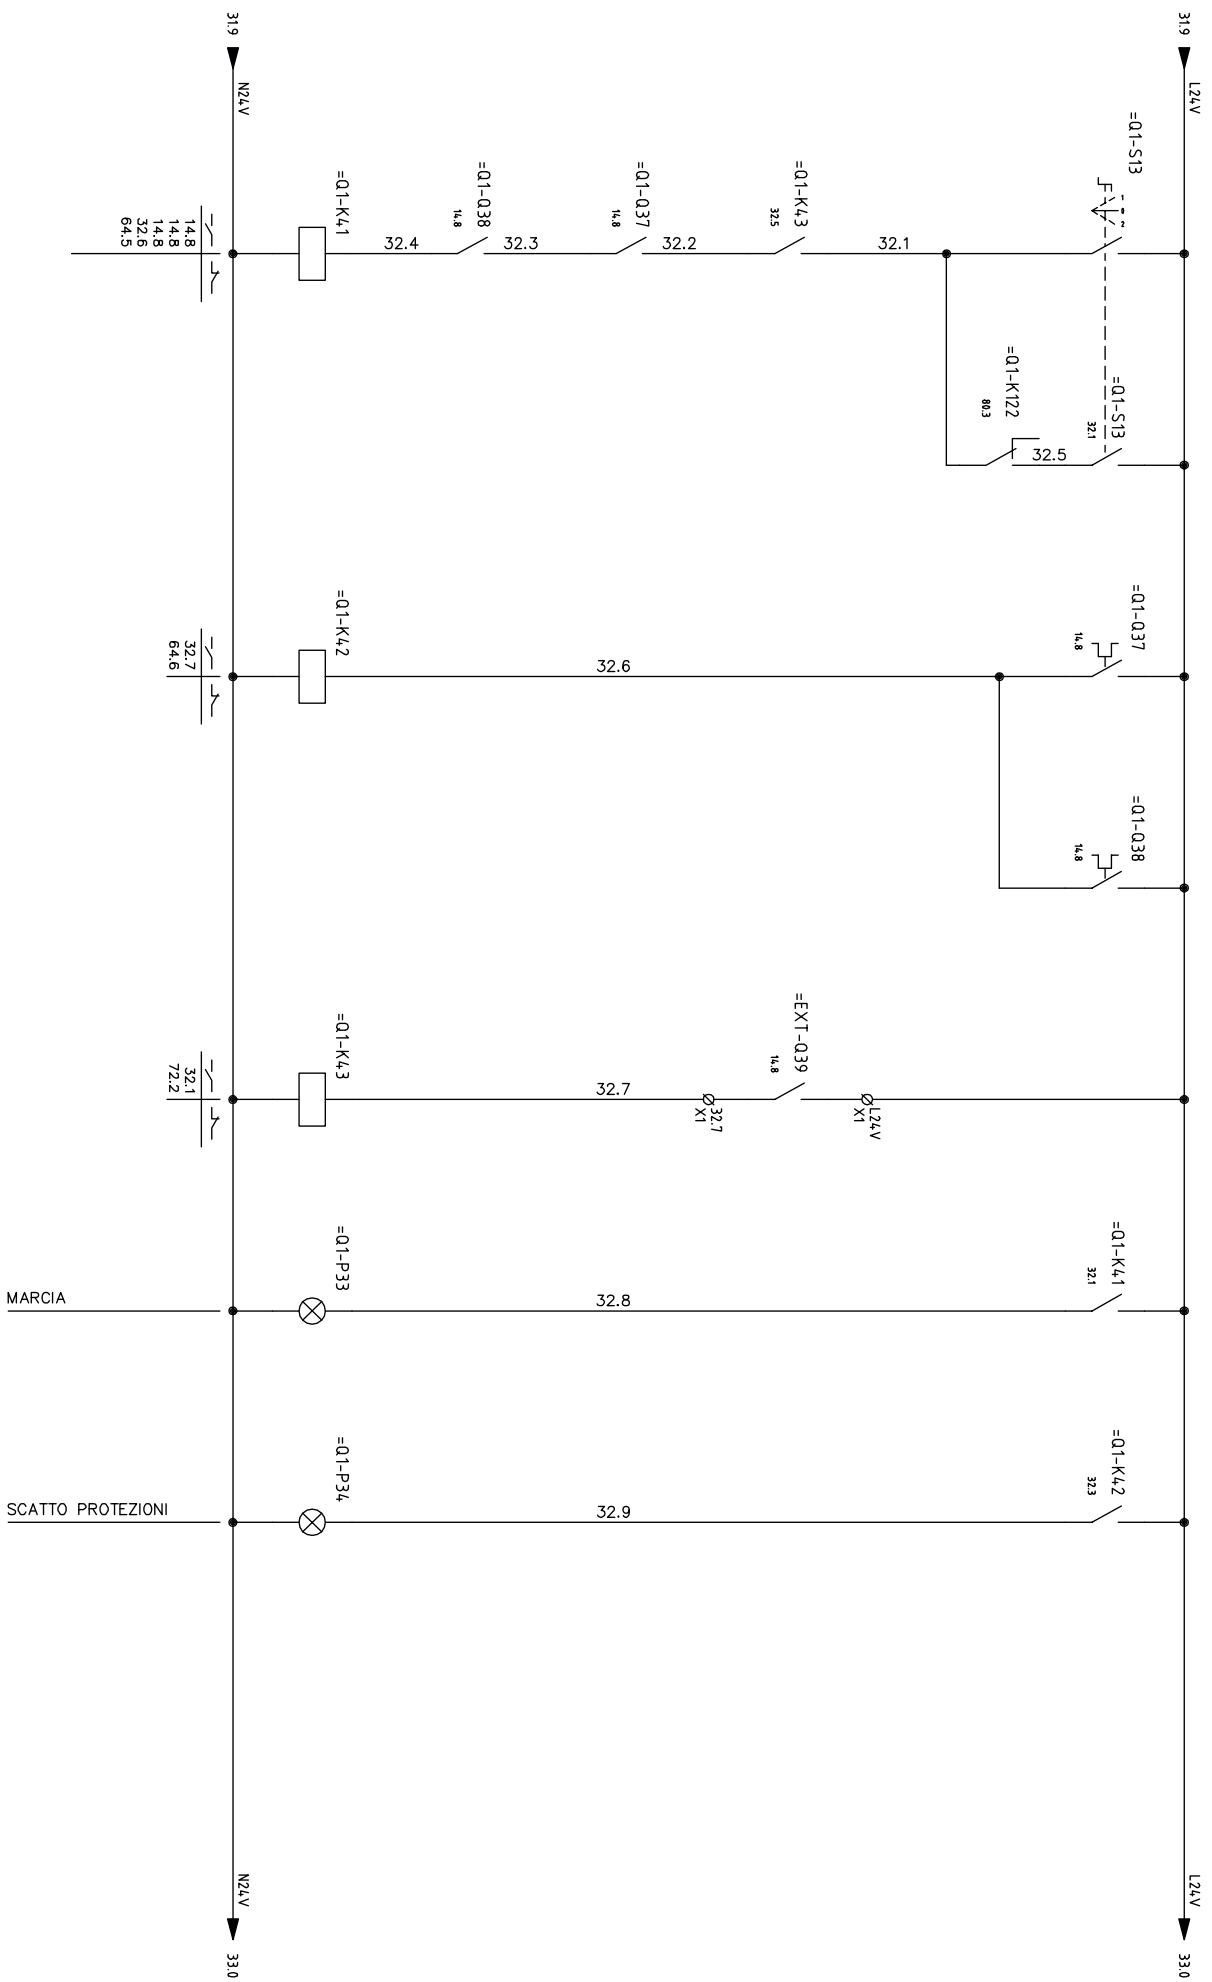 31.9
L24V
L24V
33.0
=Q1-S13
1
0
2
=Q1-S13
32.1
=Q1-Q37
14.8
=Q1-Q38
14.8
=Q1-K41
32.1
=Q1-K42
32.3
32.5
=Q1-K122
80.3
32.1
=Q1-K43
32.5
32.2
=Q1-Q37
14.8
32.3
=Q1-Q38
14.8
32.4
32.6
L24V
X1
=EXT-Q39
14.8
32.7
X1
32.7
32.8
32.9
=Q1-K41
=Q1-K42
=Q1-K43
=Q1-P33
=Q1-P34
31.9
N24V
N24V
33.0
14.8
14.8
14.8
32.6
64.5
32.7
64.6
32.1
72.2
MARCIA
SCATTO PROTEZIONI